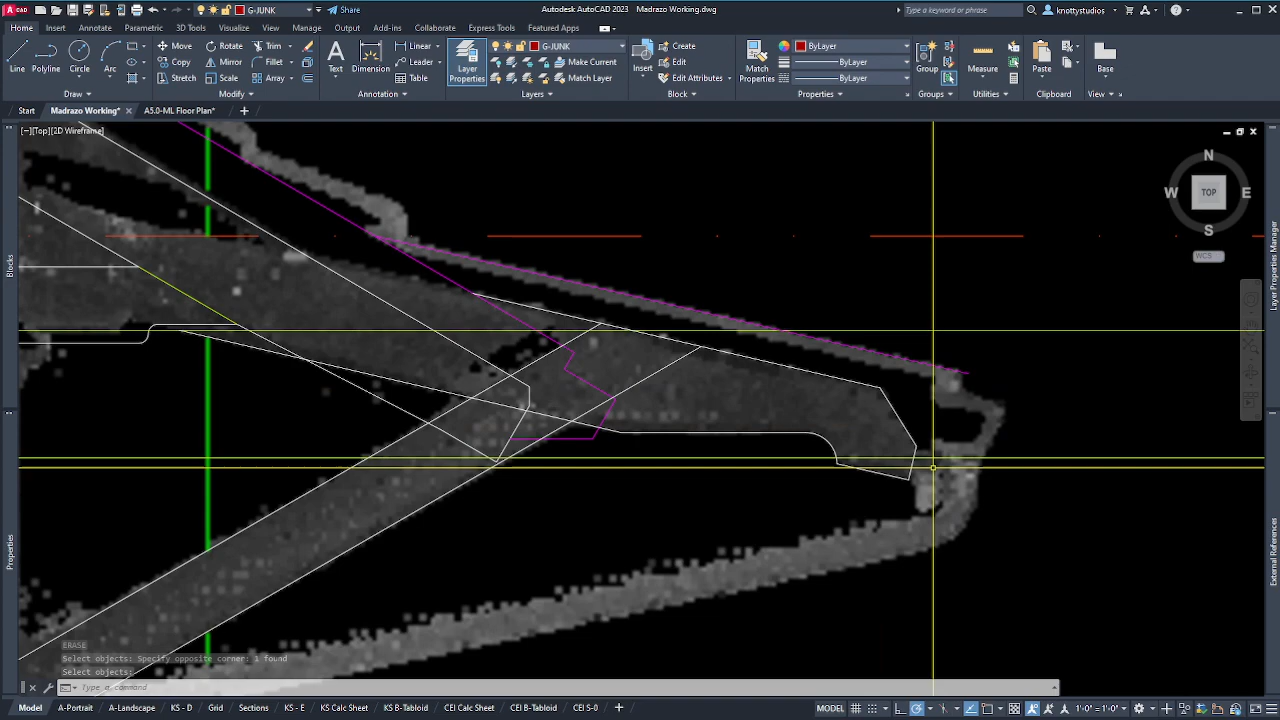 CAD
G-JUNK
Share
Autodesk AutoCAD 2023 Madrazo Working.dwg
Type a keyword or phrase
knottystudios
Home Insert Annotate Parametric 3D Tools Visualize View Manage Output Add-ins Collaborate Express Tools Featured Apps
Line Polyline Circle Arc
Move Rotate Trim
Copy Mirror Fillet
Stretch Scale Array
Text Dimension
Linear
Leader
Table
Layer Properties
G-JUNK
Make Current
Match Layer
Insert
Create
Edit
Edit Attributes
Match Properties
ByLayer
ByLayer
ByLayer
Group
Measure
Paste
Base
Draw Modify Annotation Layers Block Properties Groups Utilities Clipboard View
Start Madrazo Working* A5.0-ML Floor Plan*
[−][Top][2D Wireframe]
N
W TOP E
S
WCS
Blocks
Properties
Layer Properties Manager
External References
ERASE
Select objects: Specify opposite corner: 1 found
Select objects:
Type a command
Model A-Portrait A-Landscape KS - D Grid Sections KS - E KS Calc Sheet KS B-Tabloid CEI Calc Sheet CEI B-Tabloid CEI S-0
MODEL 1'-0" = 1'-0"